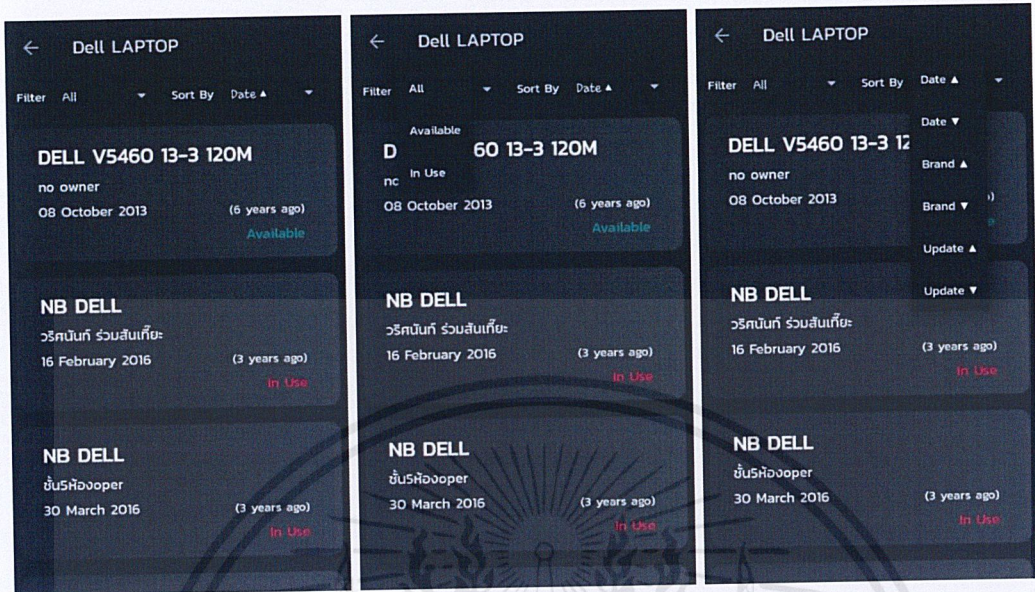 ← Dell LAPTOP
Filter All ▼ Sort By Date ▲ ▼
DELL V5460 13-3 120M
no owner
08 October 2013 (6 years ago)
Available
NB DELL
วริศนันท์ ร่วมสันเที๊ยะ
16 February 2016 (3 years ago)
In Use
NB DELL
ชั้น5ห้องoper
30 March 2016 (3 years ago)
In Use
← Dell LAPTOP
Filter All ▼ Sort By Date ▲ ▼
Available
In Use
D 60 13-3 120M
nc
08 October 2013 (6 years ago)
Available
NB DELL
วริศนันท์ ร่วมสันเที๊ยะ
16 February 2016 (3 years ago)
In Use
NB DELL
ชั้น5ห้องoper
30 March 2016 (3 years ago)
In Use
← Dell LAPTOP
Filter All ▼ Sort By Date ▲ ▼
Date ▼
Brand ▲
Brand ▼
Update ▲
Update ▼
DELL V5460 13-3 12
no owner
08 October 2013
NB DELL
วริศนันท์ ร่วมสันเที๊ยะ
16 February 2016 (3 years ago)
In Use
NB DELL
ชั้น5ห้องoper
30 March 2016 (3 years ago)
In Use